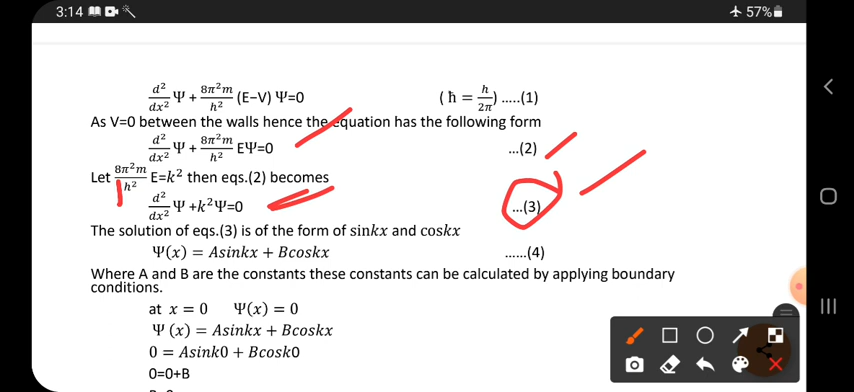 3:14
57%
d²/dx² Ψ + 8π²m/h² (E−V) Ψ=0 ( ħ = h/2π) .....(1)
As V=0 between the walls hence the equation has the following form
d²/dx² Ψ + 8π²m/h² EΨ=0 ...(2)
Let 8π²m/h² E=k² then eqs.(2) becomes
d²/dx² Ψ +k²Ψ=0 ...(3)
The solution of eqs.(3) is of the form of sinkx and coskx
Ψ(x) = Asinkx + Bcoskx ......(4)
Where A and B are the constants these constants can be calculated by applying boundary
conditions.
at x = 0 Ψ(x) = 0
Ψ (x) = Asinkx + Bcoskx
0 = Asink0 + Bcosk0
0=0+B